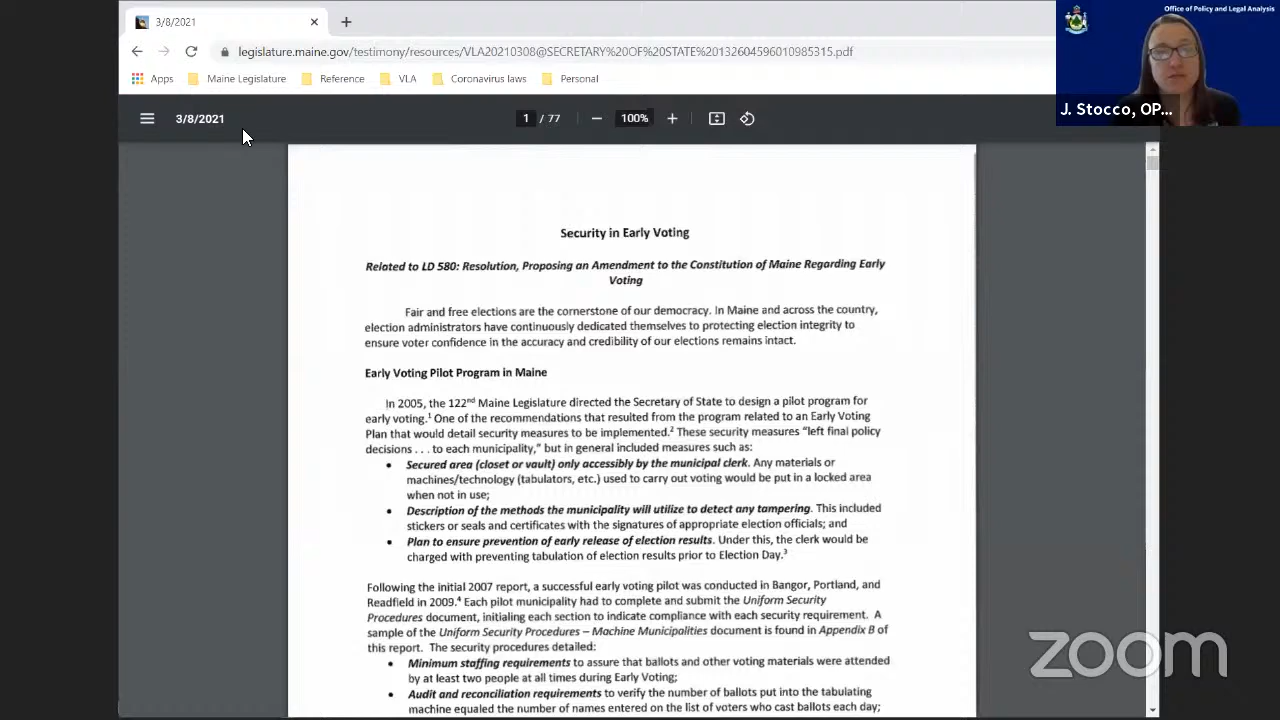 3/8/2021
Office of Policy and Legal Analysis
legislature.maine.gov/testimony/resources/VLA20210308@SECRETARY%20OF%20STATE%20132604596010985315.pdf
Apps Maine Legislature Reference VLA Coronavirus laws Personal
J. Stocco, OP...
3/8/2021 1 / 77 100%
Security in Early Voting
Related to LD 580: Resolution, Proposing an Amendment to the Constitution of Maine Regarding Early
Voting
Fair and free elections are the cornerstone of our democracy. In Maine and across the country,
election administrators have continuously dedicated themselves to protecting election integrity to
ensure voter confidence in the accuracy and credibility of our elections remains intact.
Early Voting Pilot Program in Maine
In 2005, the 122nd Maine Legislature directed the Secretary of State to design a pilot program for
early voting.1 One of the recommendations that resulted from the program related to an Early Voting
Plan that would detail security measures to be implemented.2 These security measures “left final policy
decisions . . . to each municipality,” but in general included measures such as:
• Secured area (closet or vault) only accessibly by the municipal clerk. Any materials or
machines/technology (tabulators, etc.) used to carry out voting would be put in a locked area
when not in use;
• Description of the methods the municipality will utilize to detect any tampering. This included
stickers or seals and certificates with the signatures of appropriate election officials; and
• Plan to ensure prevention of early release of election results. Under this, the clerk would be
charged with preventing tabulation of election results prior to Election Day.3
Following the initial 2007 report, a successful early voting pilot was conducted in Bangor, Portland, and
Readfield in 2009.4 Each pilot municipality had to complete and submit the Uniform Security
Procedures document, initialing each section to indicate compliance with each security requirement. A
sample of the Uniform Security Procedures – Machine Municipalities document is found in Appendix B of
this report. The security procedures detailed:
• Minimum staffing requirements to assure that ballots and other voting materials were attended
by at least two people at all times during Early Voting;
• Audit and reconciliation requirements to verify the number of ballots put into the tabulating
machine equaled the number of names entered on the list of voters who cast ballots each day;
zoom